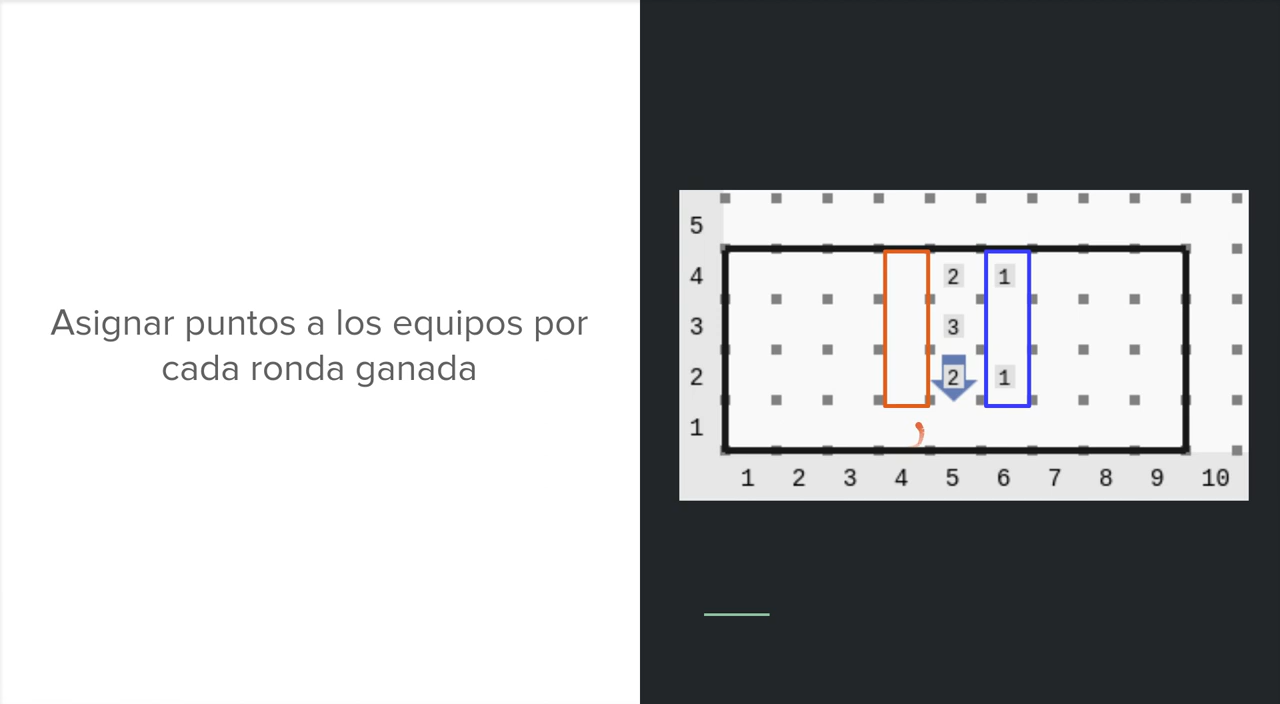 Asignar puntos a los equipos por
cada ronda ganada
5
4 2 1
3 3
2 2 1
1
1 2 3 4 5 6 7 8 9 10